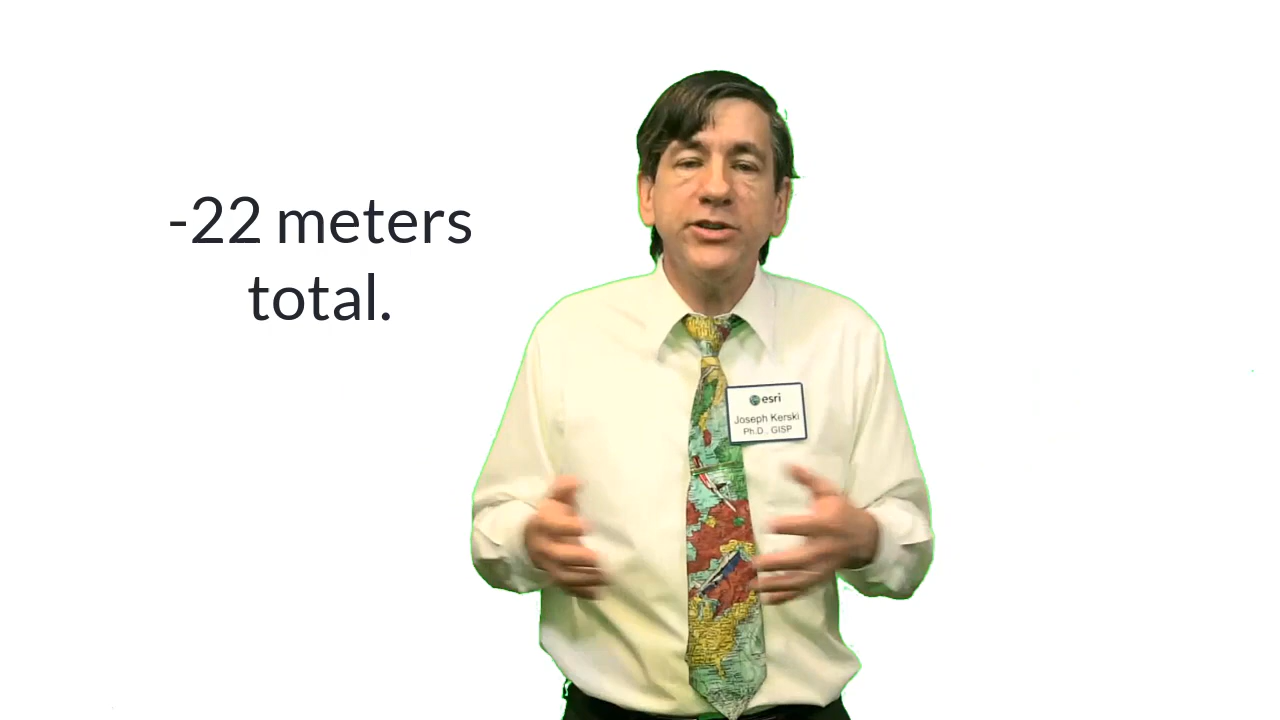 -22 meters
total.
esri
Joseph Kerski
Ph.D., GISP